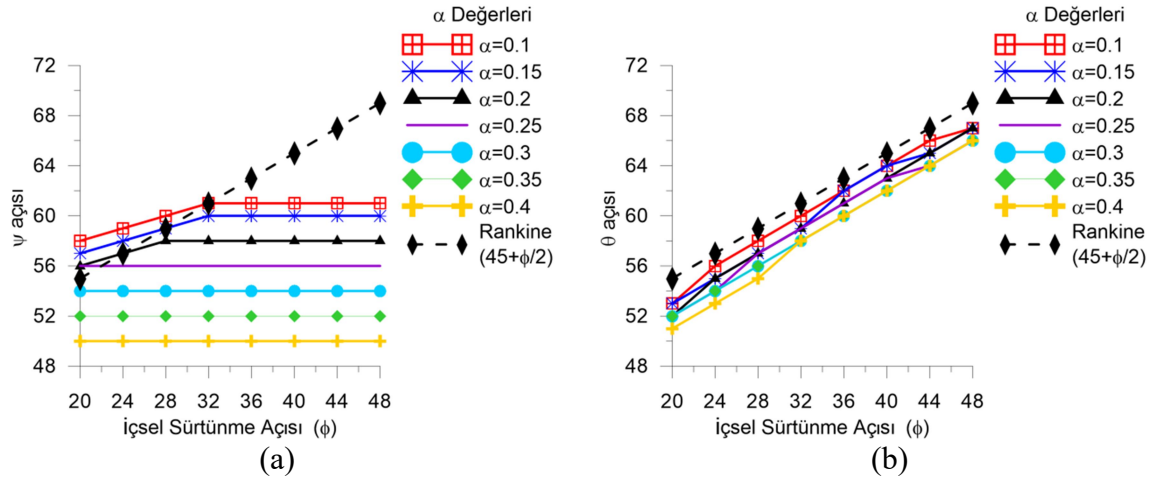 α Değerleri
α=0.1
α=0.15
α=0.2
α=0.25
α=0.3
α=0.35
α=0.4
Rankine
(45+ϕ/2)
ψ açısı
72
68
64
60
56
52
48
20 24 28 32 36 40 44 48
İçsel Sürtünme Açısı (ϕ)
(a)
α Değerleri
α=0.1
α=0.15
α=0.2
α=0.25
α=0.3
α=0.35
α=0.4
Rankine
(45+ϕ/2)
θ açısı
72
68
64
60
56
52
48
20 24 28 32 36 40 44 48
İçsel Sürtünme Açısı (ϕ)
(b)